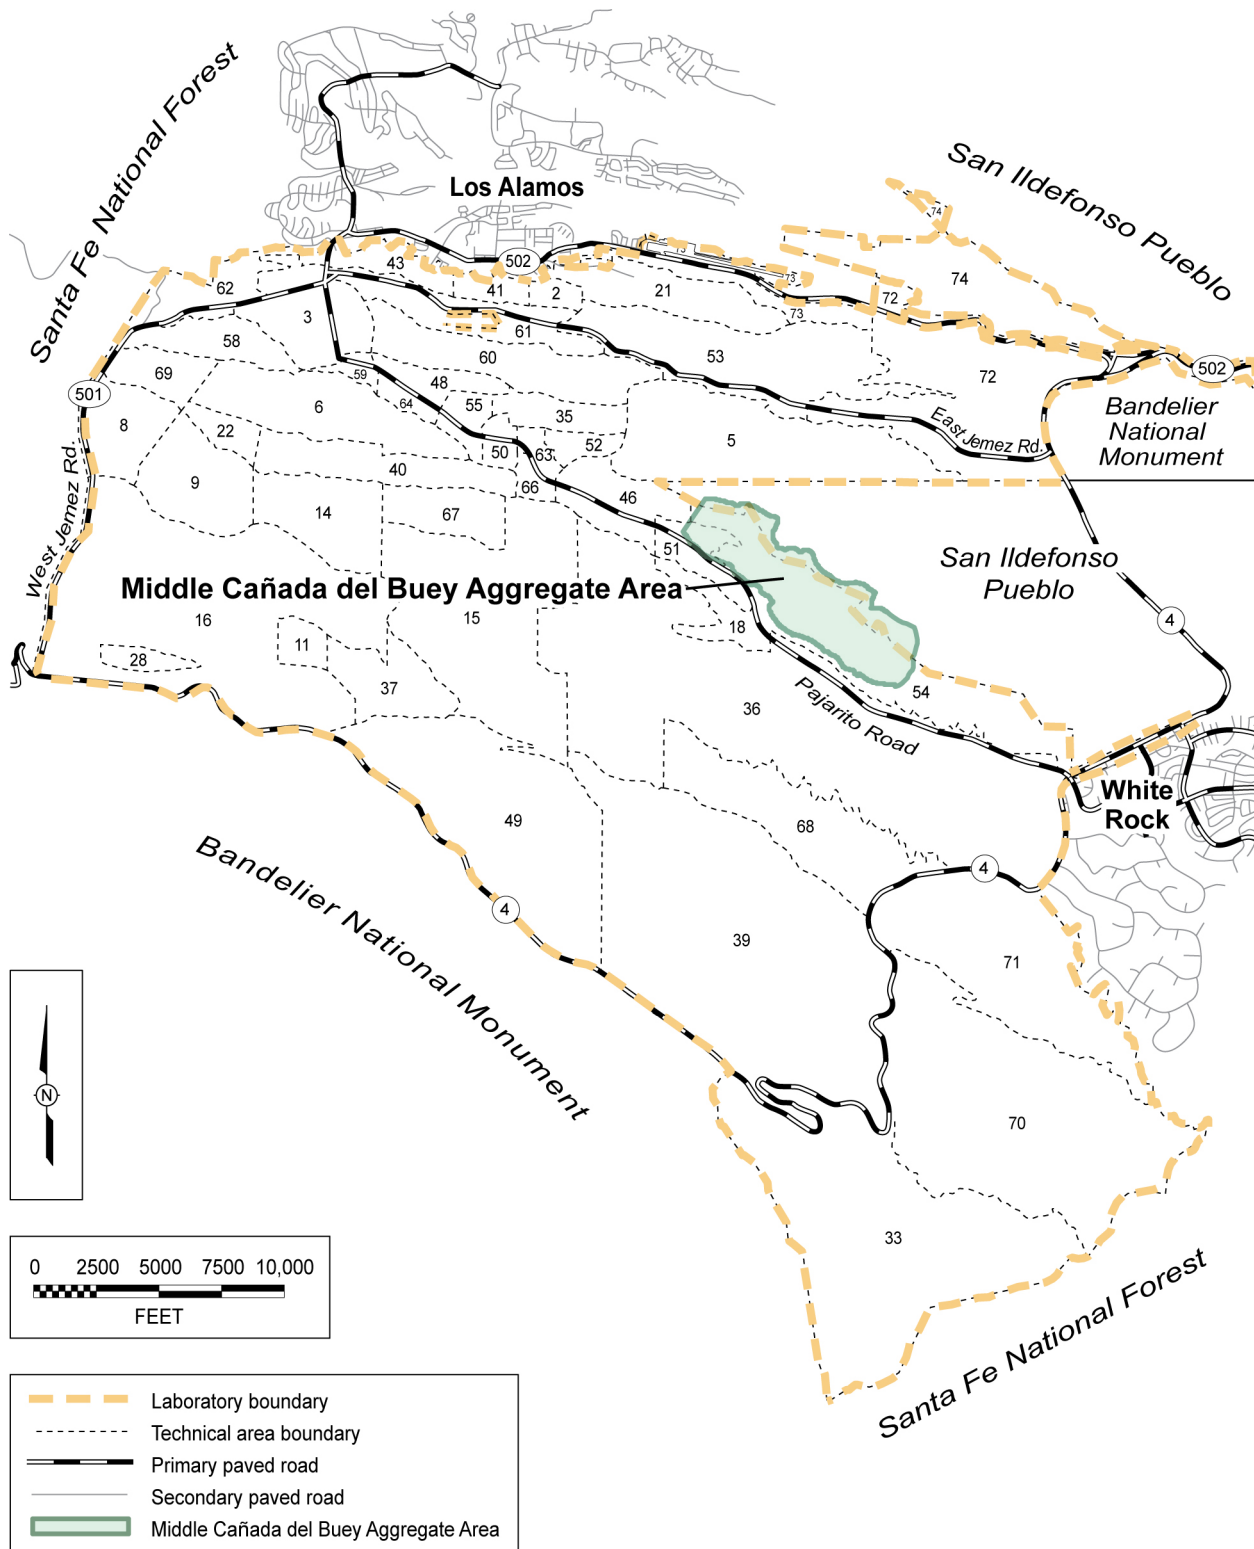 Santa Fe National Forest
Los Alamos
San Ildefonso Pueblo
74
74
43
502
73
62
41
2
21
73
72
3
61
73
58
60
53
72
502
69
59
48
501
8
6
64
55
35
Bandelier
National
Monument
22
5
East Jemez Rd.
50
63
52
40
9
66
46
14
67
West Jemez Rd.
51
San Ildefonso
Pueblo
Middle Cañada del Buey Aggregate Area
16
15
18
4
11
28
37
54
36
Pajarito Road
White
Rock
49
68
Bandelier National Monument
4
4
39
71
N
70
33
Santa Fe National Forest
0 2500 5000 7500 10,000
FEET
Laboratory boundary
Technical area boundary
Primary paved road
Secondary paved road
Middle Cañada del Buey Aggregate Area